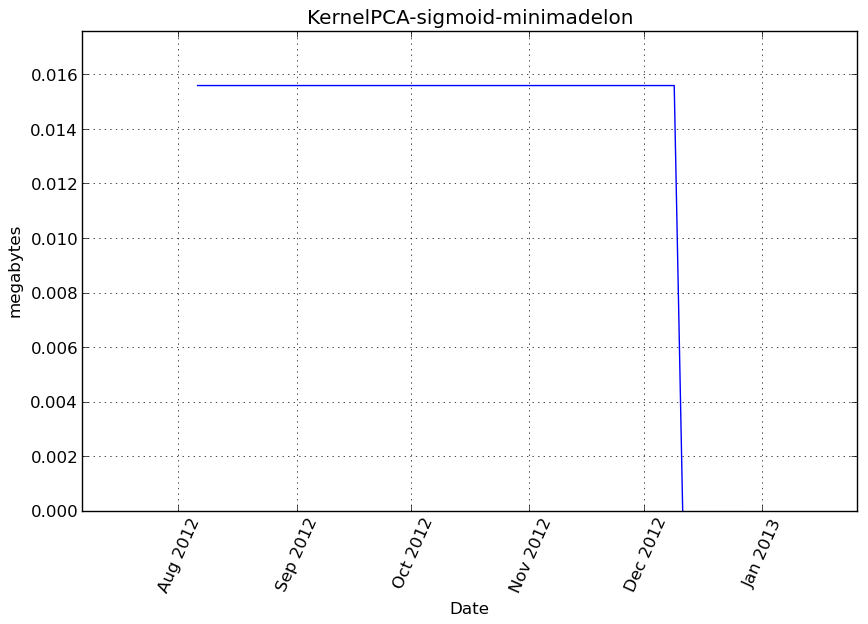 KernelPCA-sigmoid-minimadelon
0.016
0.014
0.012
0.010
0.008
0.006
0.004
0.002
0.000
megabytes
Aug 2012
Sep 2012
Oct 2012
Nov 2012
Dec 2012
Jan 2013
Date